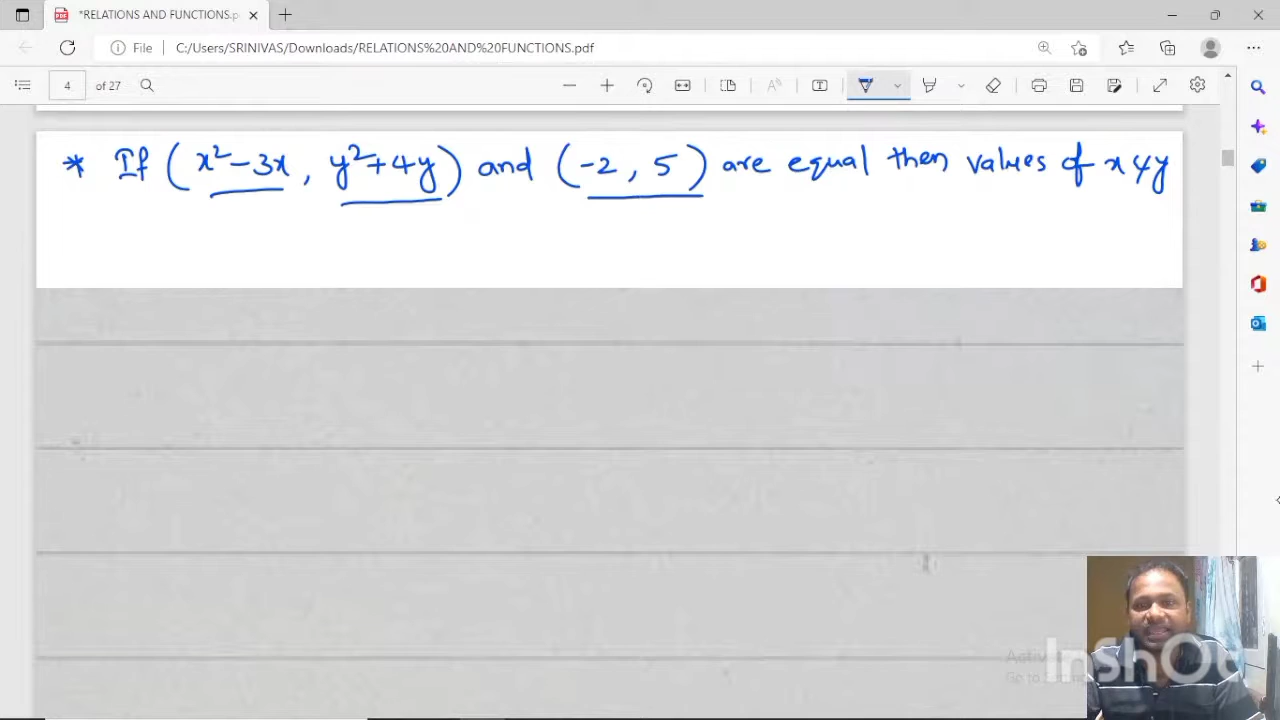 *RELATIONS AND FUNCTIONS.p
File C:/Users/SRINIVAS/Downloads/RELATIONS%20AND%20FUNCTIONS.pdf
4 of 27
* If (x²-3x, y²+4y) and (-2, 5) are equal then values of x & y
InShOt